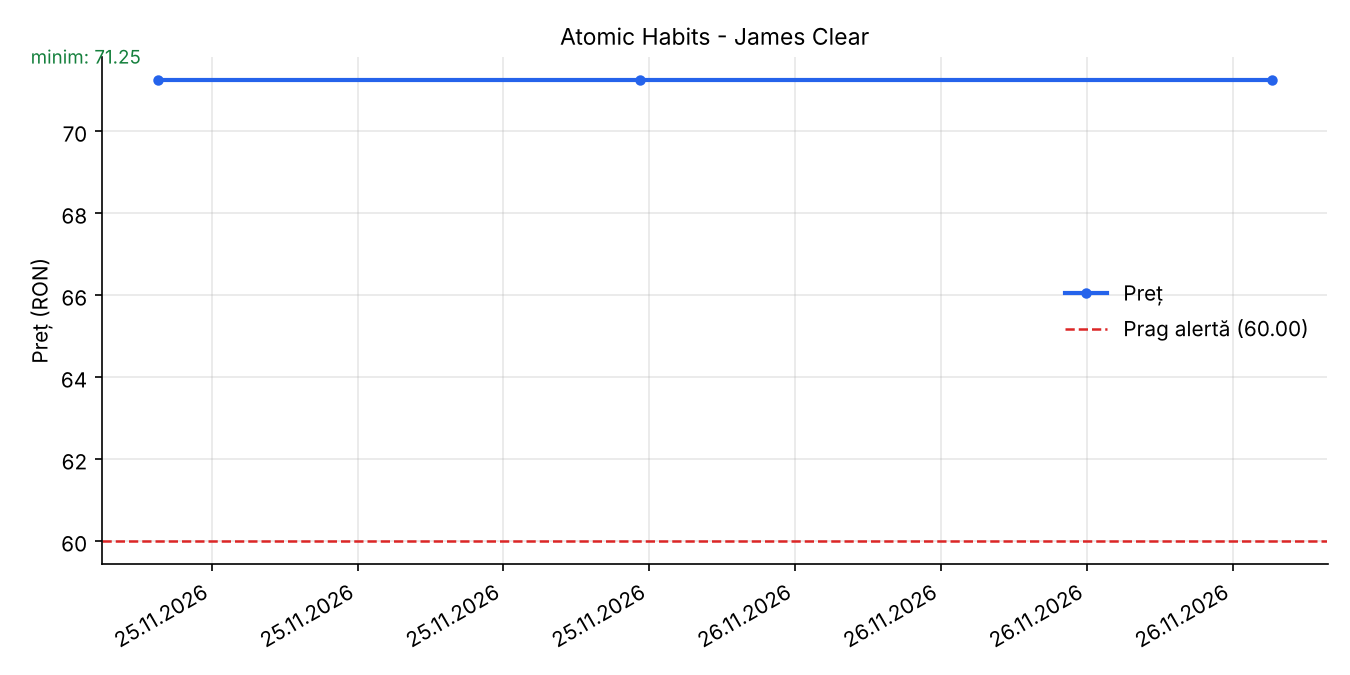 Atomic Habits - James Clear
minim: 71.25
Preț (RON)
70
68
66
64
62
60
Preț
Prag alertă (60.00)
25.11.2026
25.11.2026
25.11.2026
25.11.2026
26.11.2026
26.11.2026
26.11.2026
26.11.2026